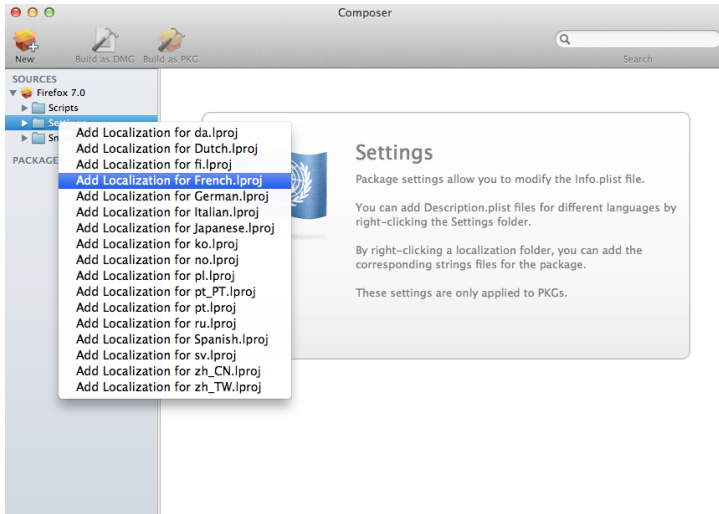 Composer
New
Build as DMG
Build as PKG
Search
SOURCES
Firefox 7.0
Scripts
Settings
Sn
PACKAGE
Add Localization for da.lproj
Add Localization for Dutch.lproj
Add Localization for fi.lproj
Add Localization for French.lproj
Add Localization for German.lproj
Add Localization for Italian.lproj
Add Localization for Japanese.lproj
Add Localization for ko.lproj
Add Localization for no.lproj
Add Localization for pl.lproj
Add Localization for pt_PT.lproj
Add Localization for pt.lproj
Add Localization for ru.lproj
Add Localization for Spanish.lproj
Add Localization for sv.lproj
Add Localization for zh_CN.lproj
Add Localization for zh_TW.lproj
Settings
Package settings allow you to modify the Info.plist file.
You can add Description.plist files for different languages by
right-clicking the Settings folder.
By right-clicking a localization folder, you can add the
corresponding strings files for the package.
These settings are only applied to PKGs.